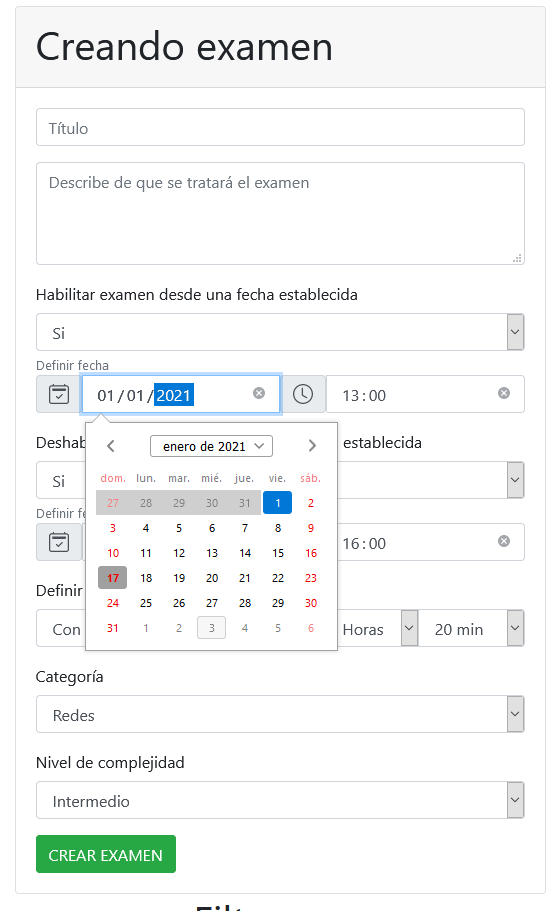 Creando examen
Título
Describe de que se tratará el examen
Habilitar examen desde una fecha establecida
Si
Definir fecha
01/01/2021
13:00
Deshab
establecida
enero de 2021
dom. lun. mar. mié. jue. vie. sáb.
27 28 29 30 31 1 2
3 4 5 6 7 8 9
10 11 12 13 14 15 16
17 18 19 20 21 22 23
24 25 26 27 28 29 30
31 1 2 3 4 5 6
Si
Definir fe
16:00
Definir
Con
Horas
20 min
Categoría
Redes
Nivel de complejidad
Intermedio
CREAR EXAMEN